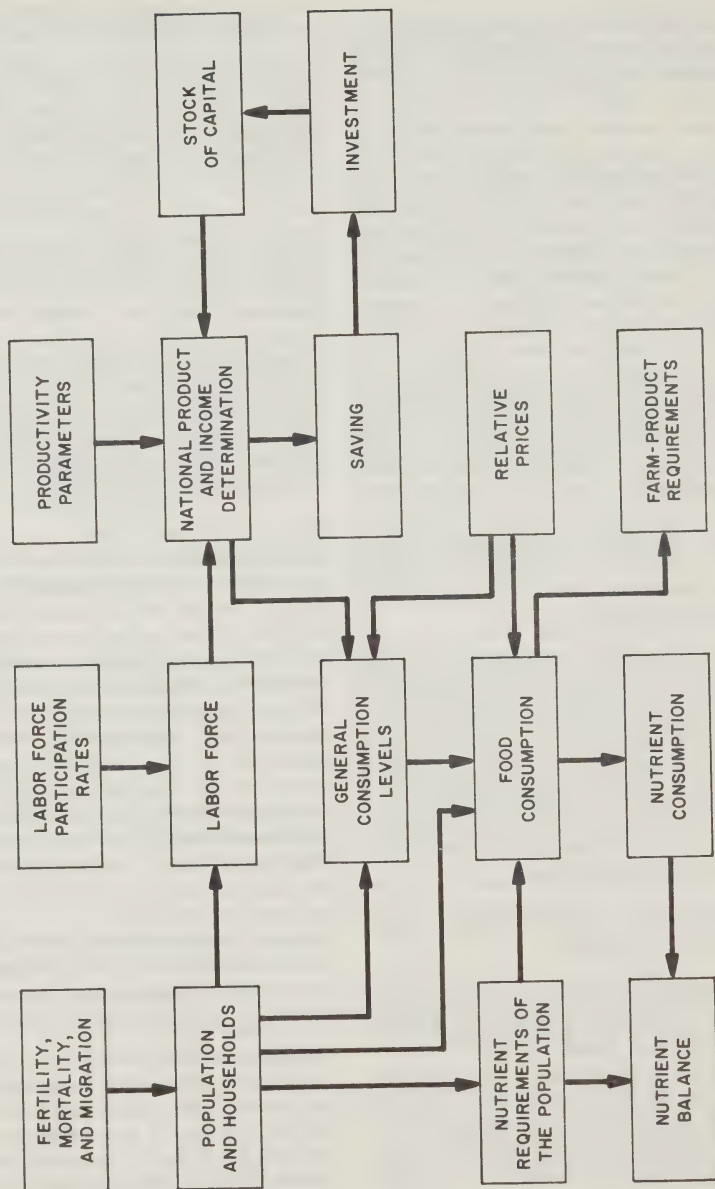 FERTILITY,
MORTALITY,
AND MIGRATION
LABOR FORCE
PARTICIPATION
RATES
PRODUCTIVITY
PARAMETERS
POPULATION
AND HOUSEHOLDS
LABOR FORCE
NATIONAL PRODUCT
AND INCOME
DETERMINATION
STOCK
OF CAPITAL
GENERAL
CONSUMPTION
LEVELS
SAVING
INVESTMENT
NUTRIENT
REQUIREMENTS OF
THE POPULATION
FOOD
CONSUMPTION
RELATIVE
PRICES
NUTRIENT
BALANCE
NUTRIENT
CONSUMPTION
FARM-PRODUCT
REQUIREMENTS